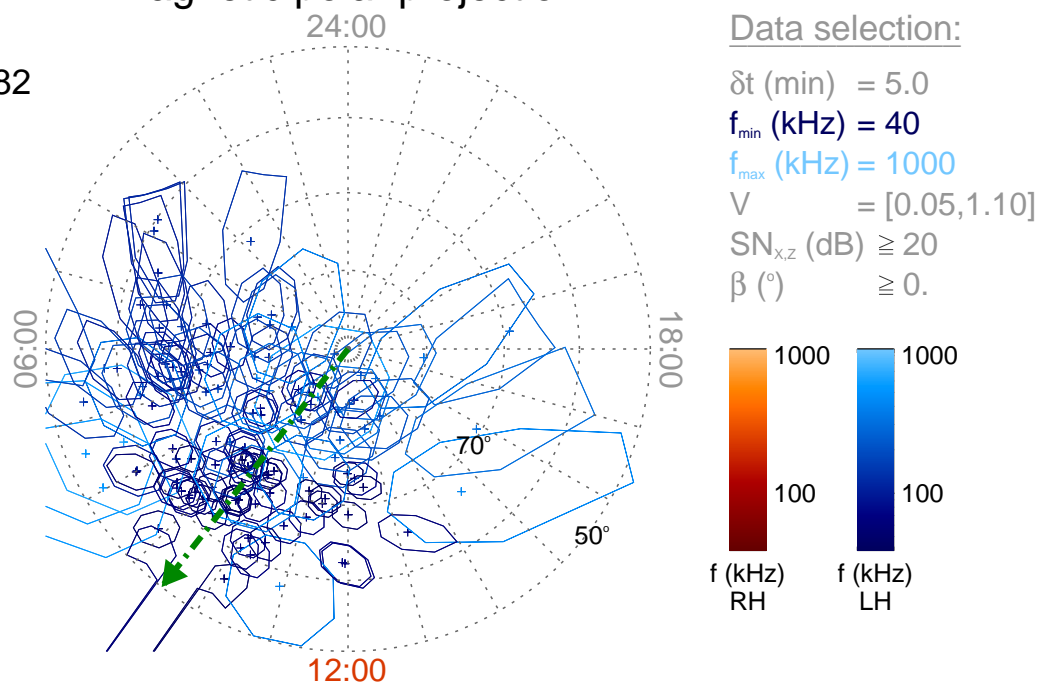 Data selection:
24:00
82
δt (min) = 5.0
fmin (kHz) = 40
fmax (kHz) = 1000
V = [0.05,1.10]
SNx,z (dB) ≧ 20
β (°) ≧ 0.
06:00
18:00
1000
1000
70°
100
100
50°
f (kHz)
RH
f (kHz)
LH
12:00